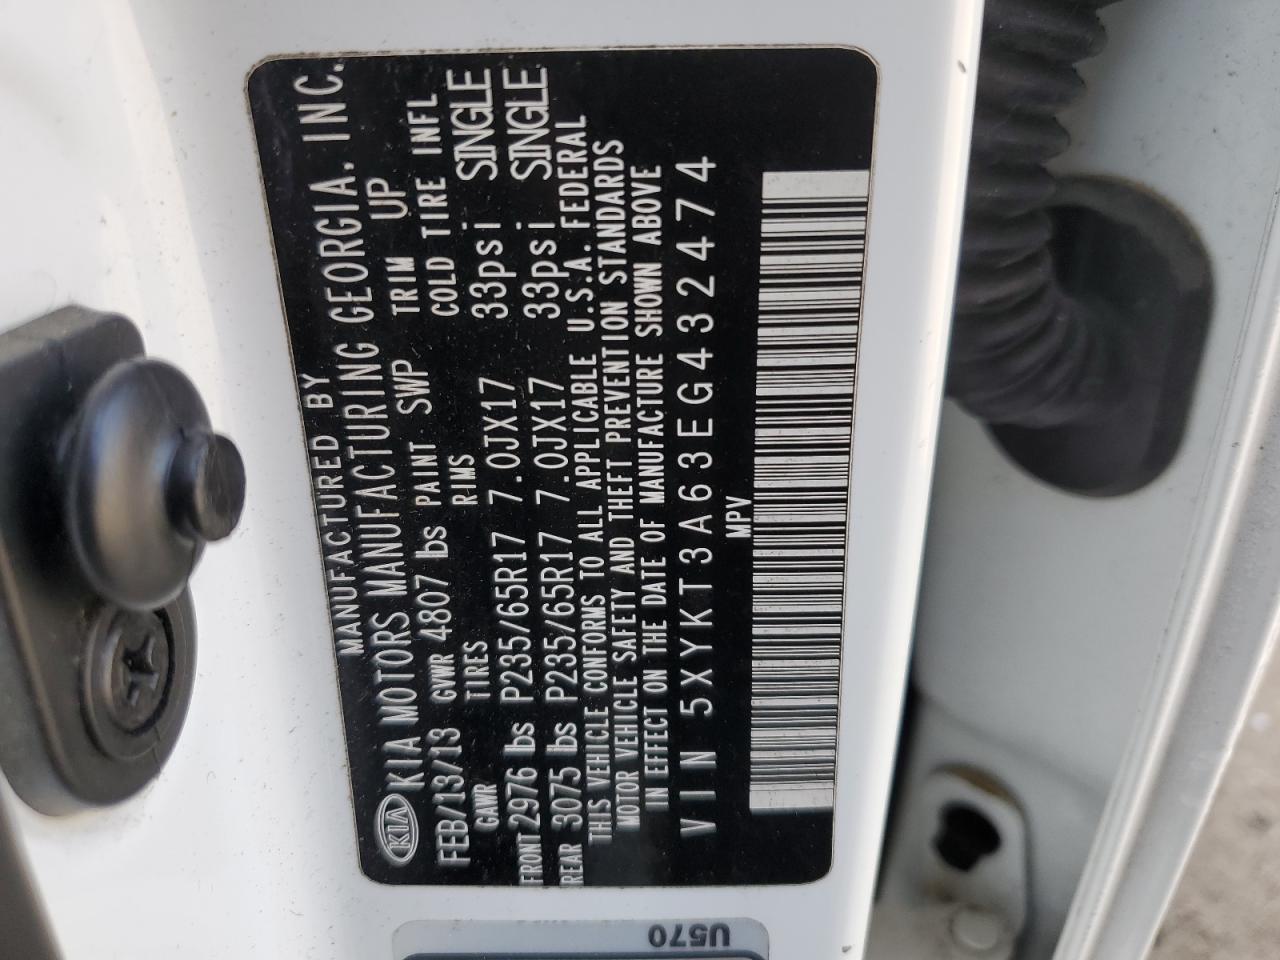 MANUFACTURED BY
KIA KIA MOTORS MANUFACTURING GEORGIA, INC.
FEB/13/13 GVWR 4807 lbs PAINT SWP TRIM UP
GAWR TIRES RIMS COLD TIRE INFL
FRONT 2976 lbs P235/65R17 7.0JX17 33psi SINGLE
REAR 3075 lbs P235/65R17 7.0JX17 33psi SINGLE
THIS VEHICLE CONFORMS TO ALL APPLICABLE U.S.A. FEDERAL
MOTOR VEHICLE SAFETY AND THEFT PREVENTION STANDARDS
IN EFFECT ON THE DATE OF MANUFACTURE SHOWN ABOVE
VIN 5XYKT3A63EG432474
MPV
U570